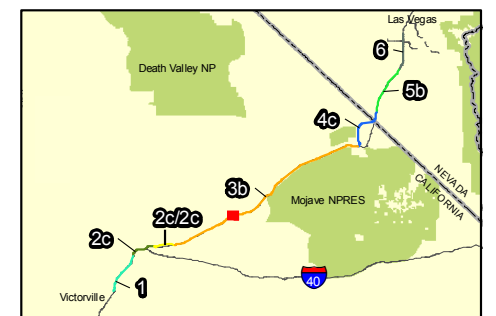 Las Vegas
6
Death Valley NP
5b
4c
NEVADA
CALIFORNIA
3b
Mojave NPRES
2c/2c
2c
40
1
Victorville